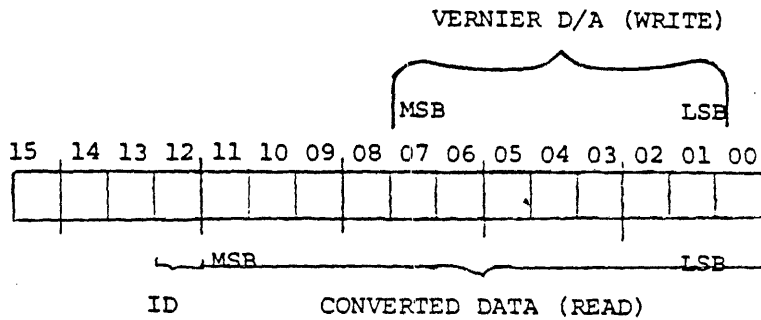 VERNIER D/A (WRITE)
MSB LSB
15 14 13 12 11 10 09 08 07 06 05 04 03 02 01 00
MSB LSB
ID CONVERTED DATA (READ)